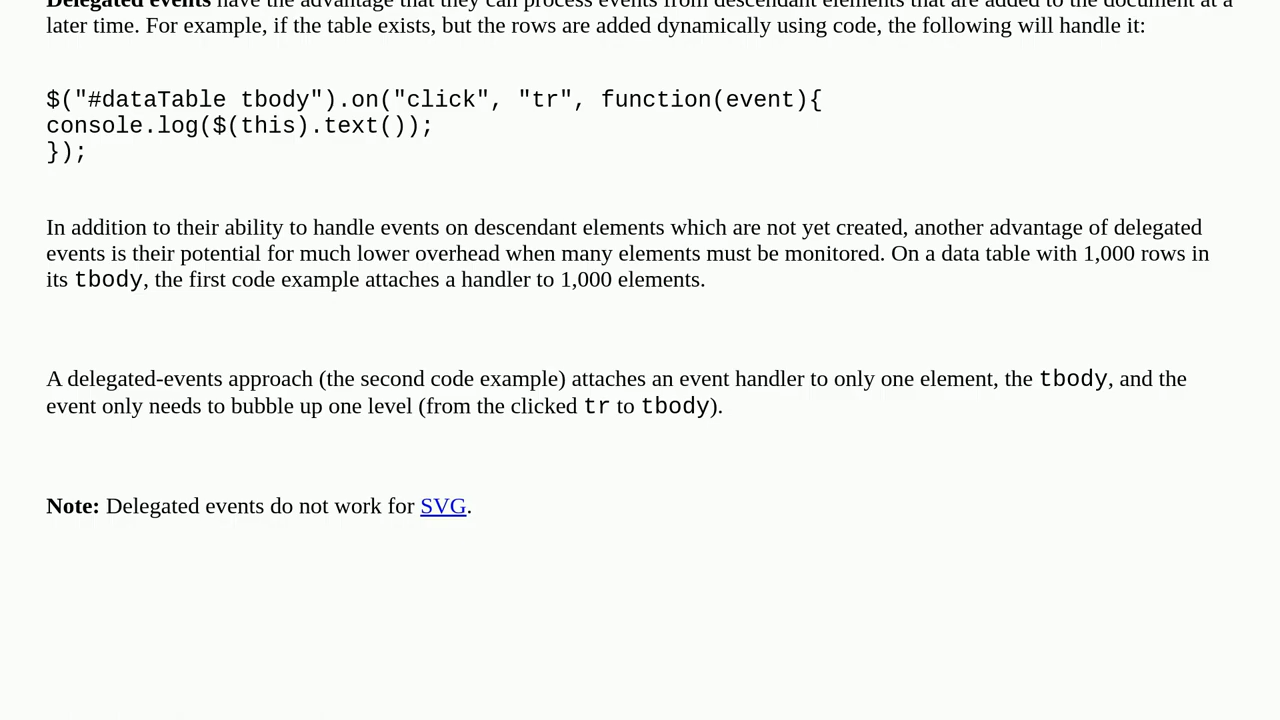 Delegated events have the advantage that they can process events from descendant elements that are added to the document at a
later time. For example, if the table exists, but the rows are added dynamically using code, the following will handle it:
$("#dataTable tbody").on("click", "tr", function(event){
console.log($(this).text());
});
In addition to their ability to handle events on descendant elements which are not yet created, another advantage of delegated
events is their potential for much lower overhead when many elements must be monitored. On a data table with 1,000 rows in
its tbody, the first code example attaches a handler to 1,000 elements.
A delegated-events approach (the second code example) attaches an event handler to only one element, the tbody, and the
event only needs to bubble up one level (from the clicked tr to tbody).
Note: Delegated events do not work for SVG.